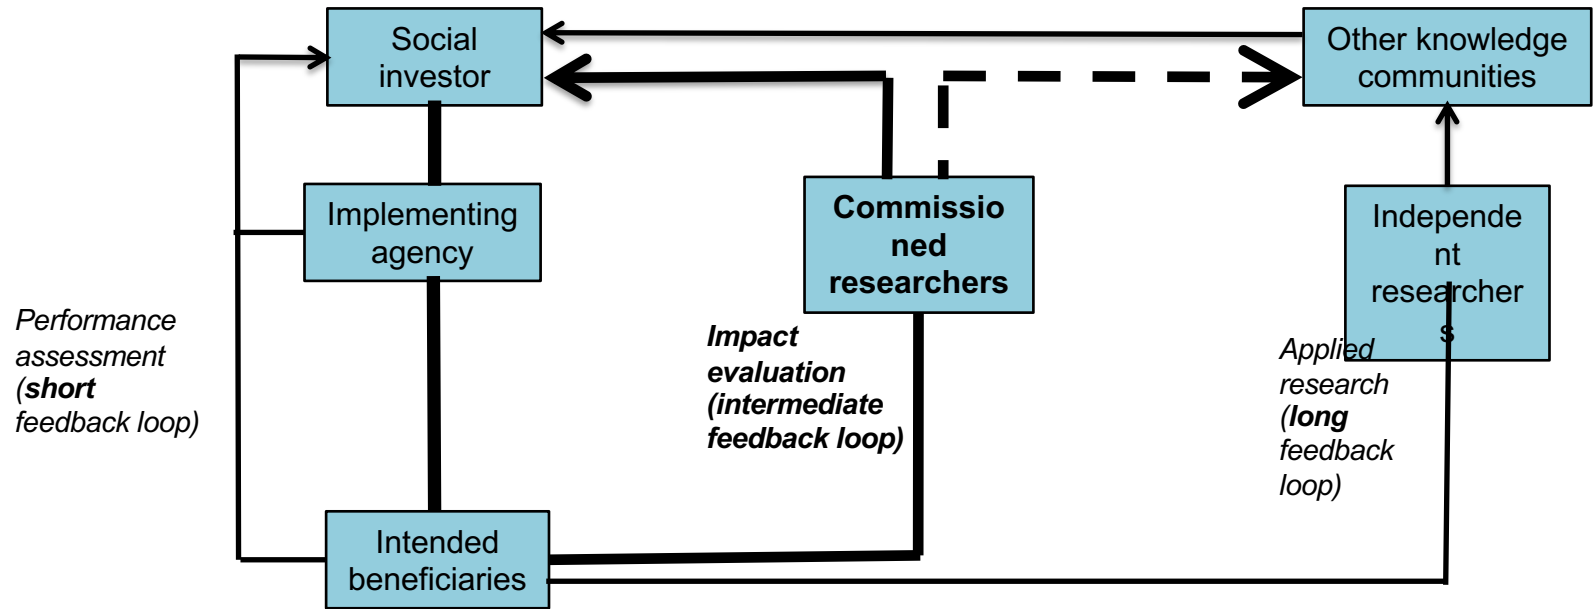 Social
investor
Other knowledge
communities
Implementing
agency
Commissio
ned
researchers
Independe
nt
researcher
s
Performance
assessment
(short
feedback loop)
Impact
evaluation
(intermediate
feedback loop)
Applied
research
(long
feedback
loop)
Intended
beneficiaries